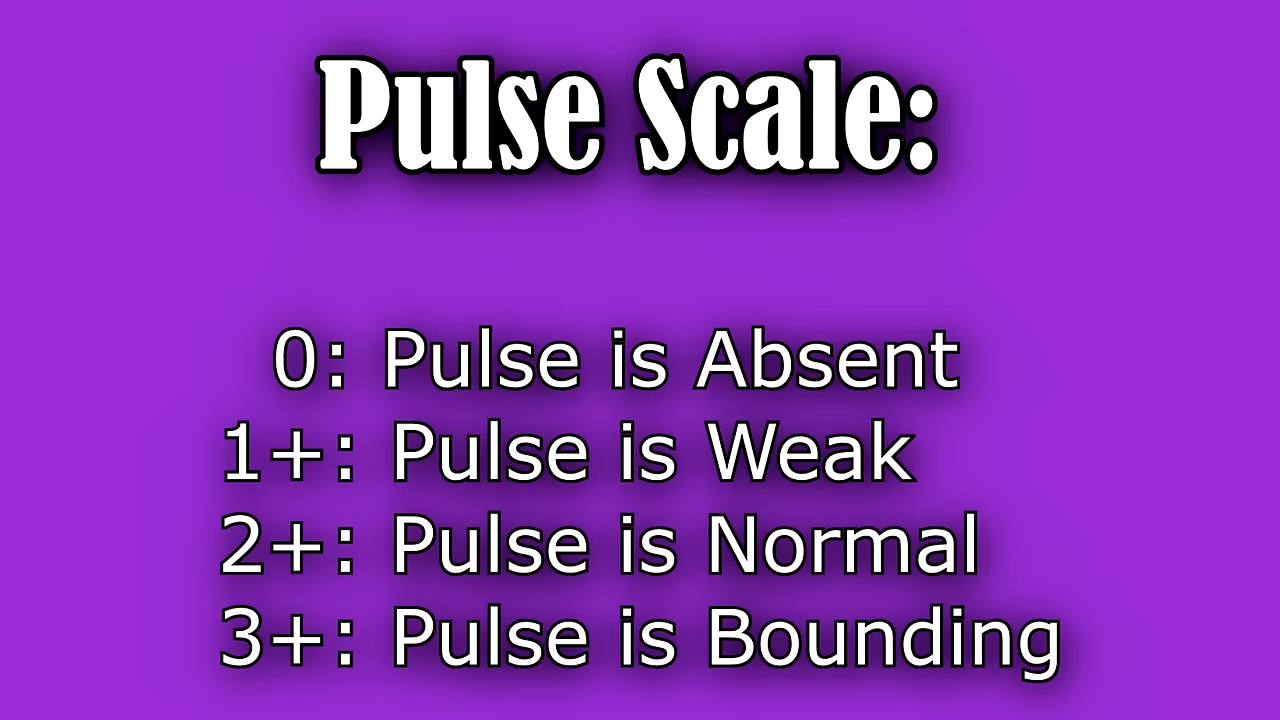 Pulse Scale:
0: Pulse is Absent
1+: Pulse is Weak
2+: Pulse is Normal
3+: Pulse is Bounding